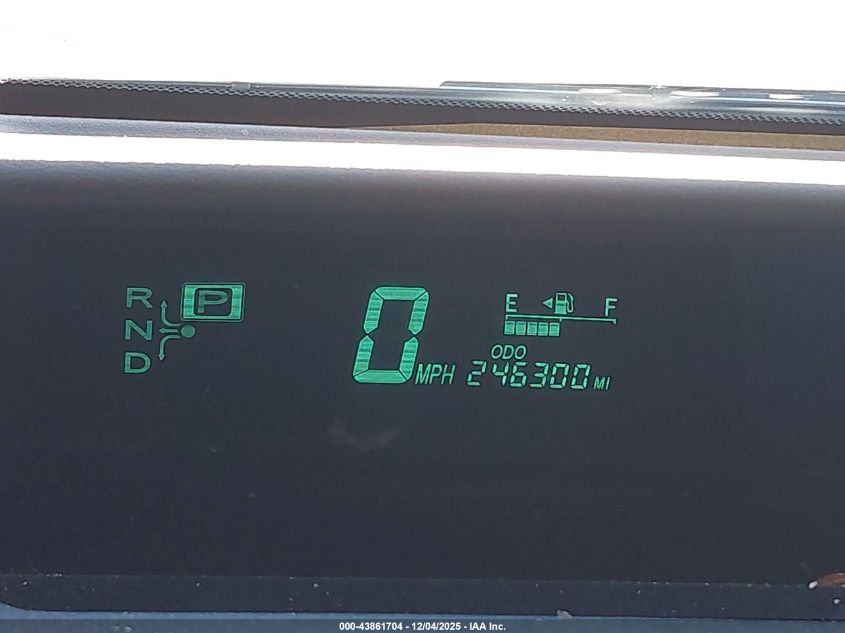 R P
N
D
0 MPH
E F
ODO
246300 MI
000-43861704 - 12/04/2025 - IAA Inc.